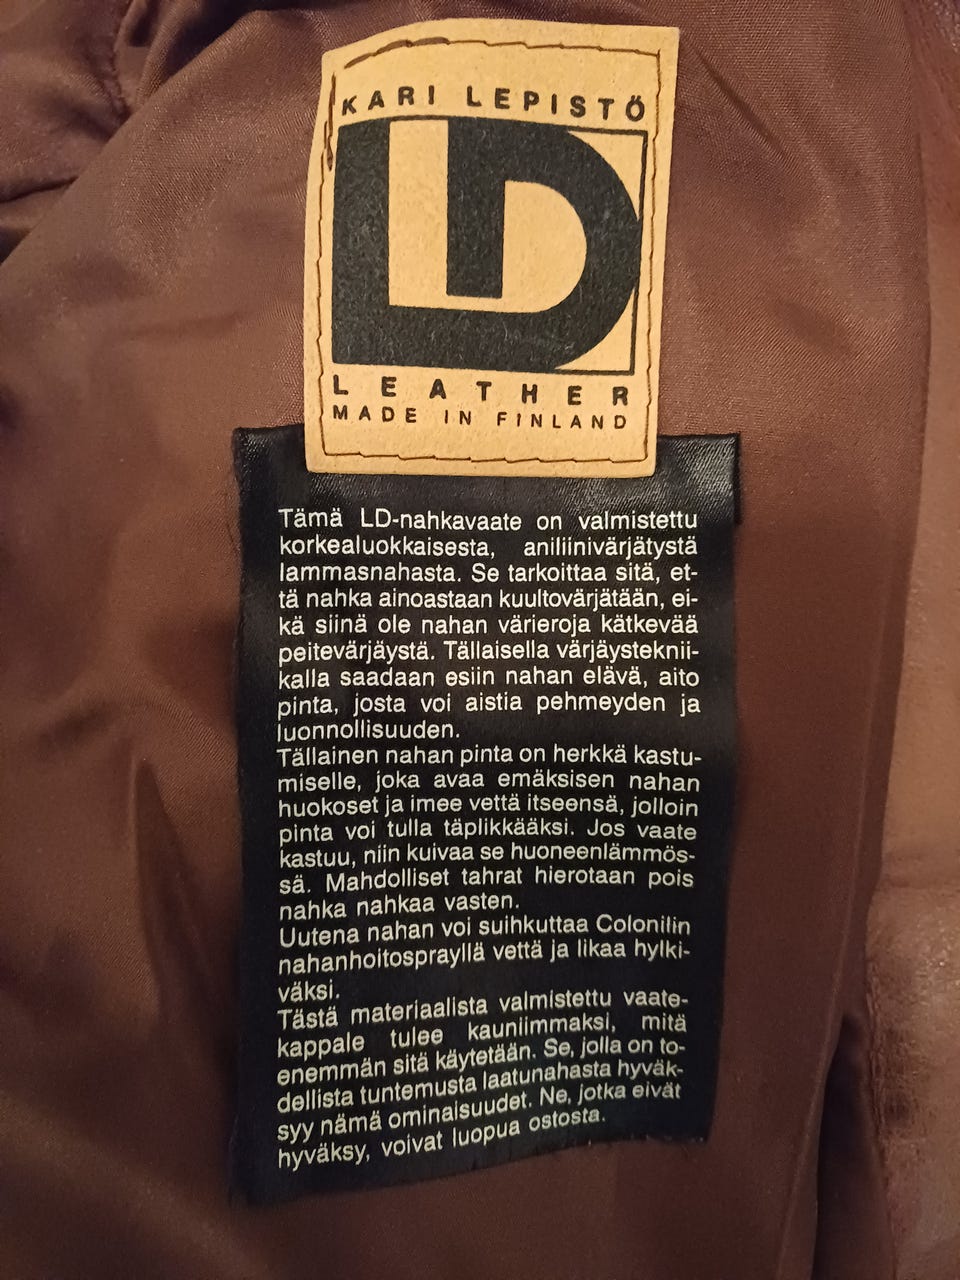 KARI LEPISTÖ
LD
LEATHER
MADE IN FINLAND
Tämä LD-nahkavaate on valmistettu
korkealuokkaisesta, aniliinivärjätystä
lammasnahasta. Se tarkoittaa sitä, et-
tä nahka ainoastaan kuultovärjätään, ei-
kä siinä ole nahan värieroja kätkevää
peitevärjäystä. Tällaisella värjäystekni-
kalla saadaan esiin nahan elävä, aito
pinta, josta voi aistia pehmeyden ja
luonnollisuuden.
Tällainen nahan pinta on herkkä kastu-
miselle, joka avaa emäksisen nahan
huokoset ja imee vettä itseensä, jolloin
pinta voi tulla täplikkääksi. Jos vaate
kastuu, niin kuivaa se huoneenlämmös-
sä. Mahdolliset tahrat hierotaan pois
nahka nahkaa vasten.
Uutena nahan voi suihkuttaa Colonilin
nahanhoitosprayllä vettä ja likaa hylki-
väksi.
Tästä materiaalista valmistettu vaate-
kappale tulee kauniimmaksi, mitä
enemmän sitä käytetään. Se, jolla on to-
dellista tuntemusta laatunahasta hyväk-
syy nämä ominaisuudet. Ne, jotka eivät
hyväksy, voivat luopua ostosta.